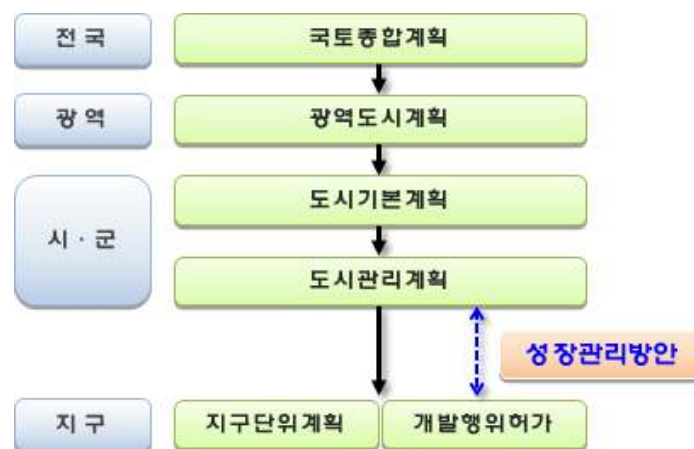 전 국
국토종합계획
광 역
광역도시계획
시 · 군
도시기본계획
도시관리계획
성장관리방안
지 구
지구단위계획
개발행위허가